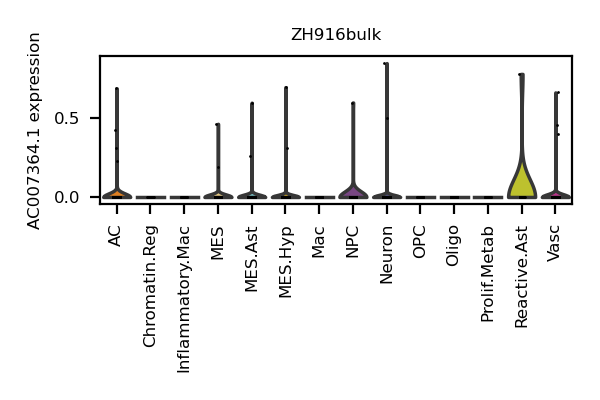 ZH916bulk
AC007364.1 expression
0.5
0.0
AC
Chromatin.Reg
Inflammatory.Mac
MES
MES.Ast
MES.Hyp
Mac
NPC
Neuron
OPC
Oligo
Prolif.Metab
Reactive.Ast
Vasc